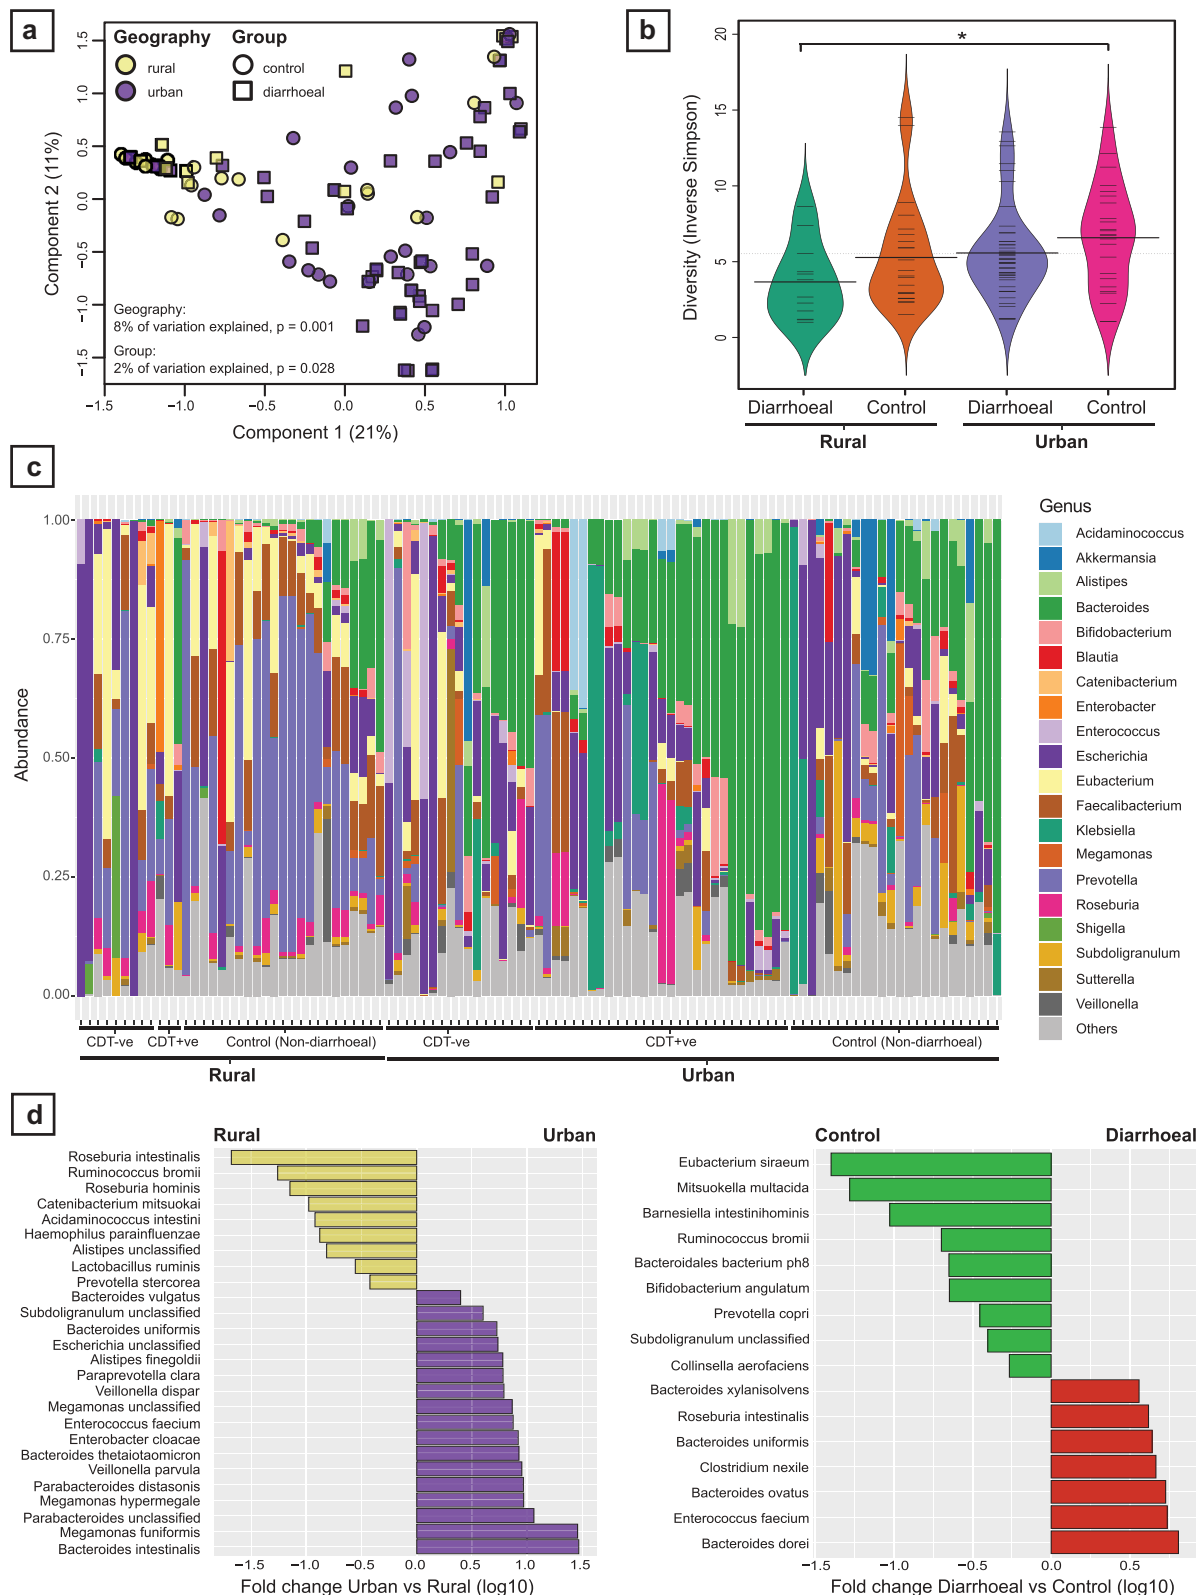 a
Geography
Group
rural
control
urban
diarrhoeal
1.5
1.0
0.5
0.0
−0.5
−1.0
−1.5
Component 2 (11%)
Geography:
8% of variation explained, p = 0.001
Group:
2% of variation explained, p = 0.028
−1.5 −1.0 −0.5 0.0 0.5 1.0
Component 1 (21%)
b
*
20
15
10
5
0
Diversity (Inverse Simpson)
Diarrhoeal Control Diarrhoeal Control
Rural Urban
c
1.00
0.75
0.50
0.25
0.00
Abundance
CDT-ve CDT+ve Control (Non-diarrhoeal) CDT-ve CDT+ve Control (Non-diarrhoeal)
Rural Urban
Genus
Acidaminococcus
Akkermansia
Alistipes
Bacteroides
Bifidobacterium
Blautia
Catenibacterium
Enterobacter
Enterococcus
Escherichia
Eubacterium
Faecalibacterium
Klebsiella
Megamonas
Prevotella
Roseburia
Shigella
Subdoligranulum
Sutterella
Veillonella
Others
d
Rural Urban
Roseburia intestinalis
Ruminococcus bromii
Roseburia hominis
Catenibacterium mitsuokai
Acidaminococcus intestini
Haemophilus parainfluenzae
Alistipes unclassified
Lactobacillus ruminis
Prevotella stercorea
Bacteroides vulgatus
Subdoligranulum unclassified
Bacteroides uniformis
Escherichia unclassified
Alistipes finegoldii
Paraprevotella clara
Veillonella dispar
Megamonas unclassified
Enterococcus faecium
Enterobacter cloacae
Bacteroides thetaiotaomicron
Veillonella parvula
Parabacteroides distasonis
Megamonas hypermegale
Parabacteroides unclassified
Megamonas funiformis
Bacteroides intestinalis
−1.5 −1.0 −0.5 0.0 0.5 1.0 1.5
Fold change Urban vs Rural (log10)
Control Diarrhoeal
Eubacterium siraeum
Mitsuokella multacida
Barnesiella intestinihominis
Ruminococcus bromii
Bacteroidales bacterium ph8
Bifidobacterium angulatum
Prevotella copri
Subdoligranulum unclassified
Collinsella aerofaciens
Bacteroides xylanisolvens
Roseburia intestinalis
Bacteroides uniformis
Clostridium nexile
Bacteroides ovatus
Enterococcus faecium
Bacteroides dorei
−1.5 −1.0 −0.5 0.0 0.5
Fold change Diarrhoeal vs Control (log10)